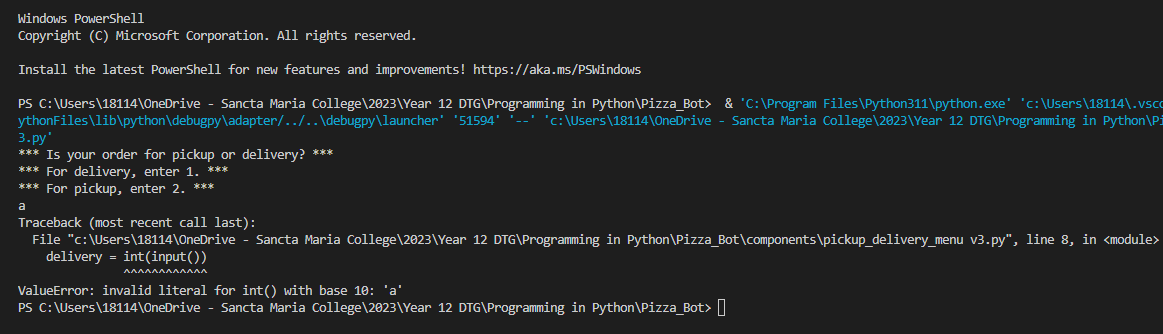 Windows PowerShell
Copyright (C) Microsoft Corporation. All rights reserved.
Install the latest PowerShell for new features and improvements! https://aka.ms/PSWindows
PS C:\Users\18114\OneDrive - Sancta Maria College\2023\Year 12 DTG\Programming in Python\Pizza_Bot>  & 'C:\Program Files\Python311\python.exe' 'c:\Users\18114\.vsco
ythonFiles\lib\python\debugpy\adapter/../..\debugpy\launcher' '51594' '--' 'c:\Users\18114\OneDrive - Sancta Maria College\2023\Year 12 DTG\Programming in Python\Pi
3.py'
*** Is your order for pickup or delivery? ***
*** For delivery, enter 1. ***
*** For pickup, enter 2. ***
a
Traceback (most recent call last):
  File "c:\Users\18114\OneDrive - Sancta Maria College\2023\Year 12 DTG\Programming in Python\Pizza_Bot\components\pickup_delivery_menu v3.py", line 8, in <module>
    delivery = int(input())
               ^^^^^^^^^^^^
ValueError: invalid literal for int() with base 10: 'a'
PS C:\Users\18114\OneDrive - Sancta Maria College\2023\Year 12 DTG\Programming in Python\Pizza_Bot>